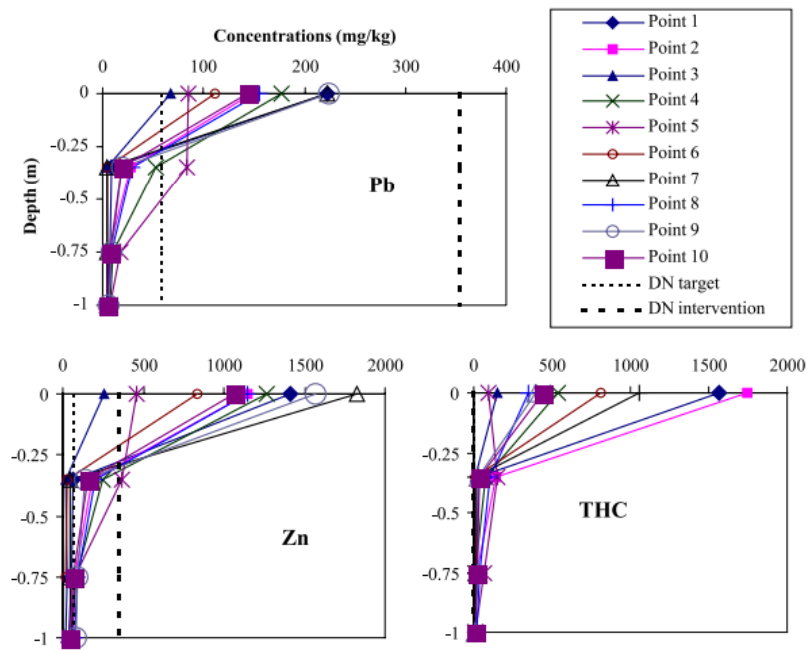 Concentrations (mg/kg)
0 100 200 300 400
Depth (m)
0
-0.25
-0.5
-0.75
-1
Pb
Point 1
Point 2
Point 3
Point 4
Point 5
Point 6
Point 7
Point 8
Point 9
Point 10
DN target
DN intervention
0 500 1000 1500 2000
0
-0.25
-0.5
-0.75
-1
Zn
0 500 1000 1500 2000
0
-0.25
-0.5
-0.75
-1
THC